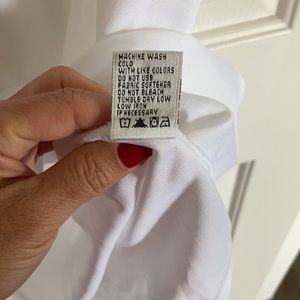 MACHINE WASH
COLD
WITH LIKE COLORS
DO NOT USE
FABRIC SOFTENER
DO NOT BLEACH
TUMBLE DRY LOW
LOW IRON
IF NECESSARY